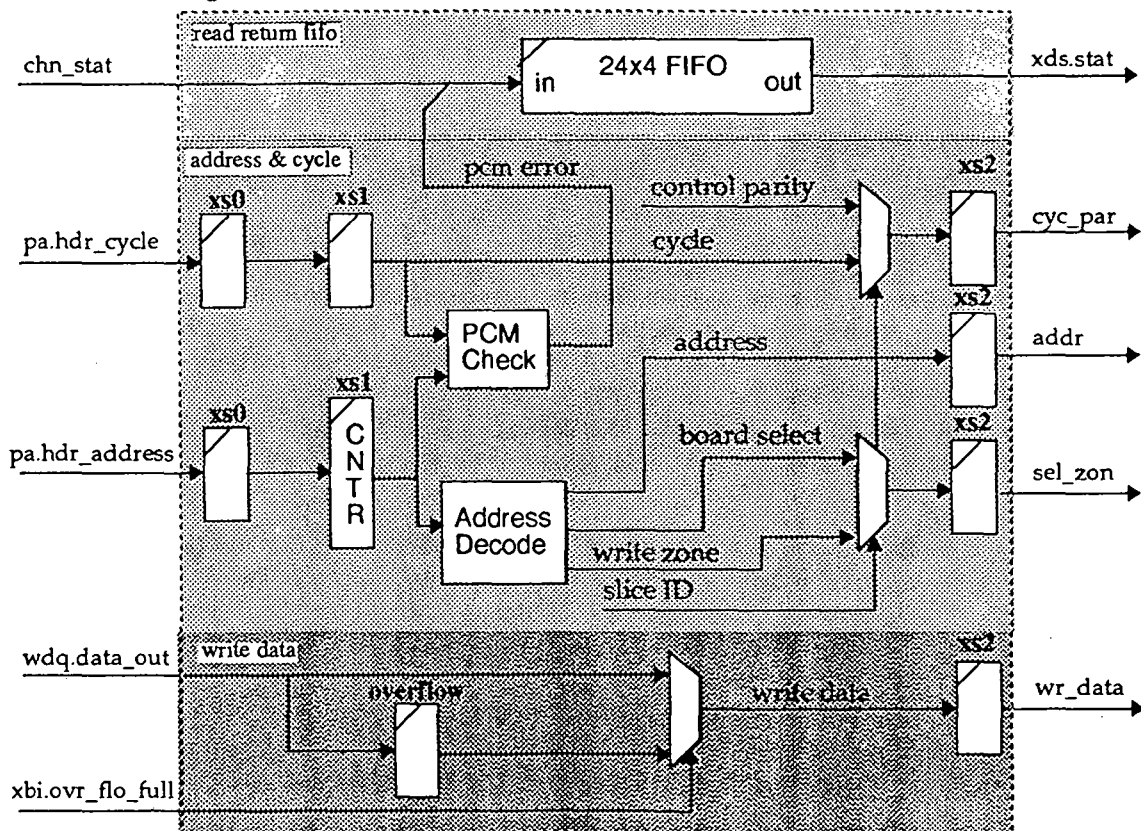 read return fifo
chn_stat
24x4 FIFO
in
out
xds.stat
address & cycle
pcm error
xs0
xs1
control parity
xs2
pa.hdr_cycle
cycle
cyc_par
PCM
Check
xs2
address
addr
xs1
xs0
C
N
T
R
board select
xs2
pa.hdr_address
sel_zon
Address
Decode
write zone
slice ID
write data
wdq.data_out
xs2
overflow
write data
wr_data
xbi.ovr_flo_full